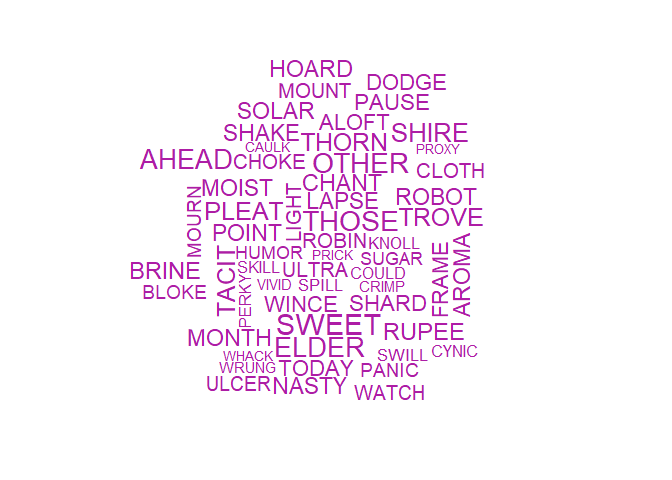 HOARD
DODGE
MOUNT
PAUSE
SOLAR
ALOFT
SHAKE
THORN
SHIRE
CAULK
PROXY
AHEAD
CHOKE
OTHER
CLOTH
CHANT
MOIST
LIGHT
LAPSE
ROBOT
MOURN
PLEAT
THOSE
TROVE
POINT
ROBIN
KNOLL
HUMOR
PRICK
SUGAR
FRAME
AROMA
BRINE
TACIT
SKILL
ULTRA
COULD
BLOKE
PERKY
VIVID
SPILL
CRIMP
WINCE
SHARD
SWEET
RUPEE
MONTH
ELDER
SWILL
CYNIC
WHACK
WRUNG
TODAY
PANIC
ULCER
NASTY
WATCH